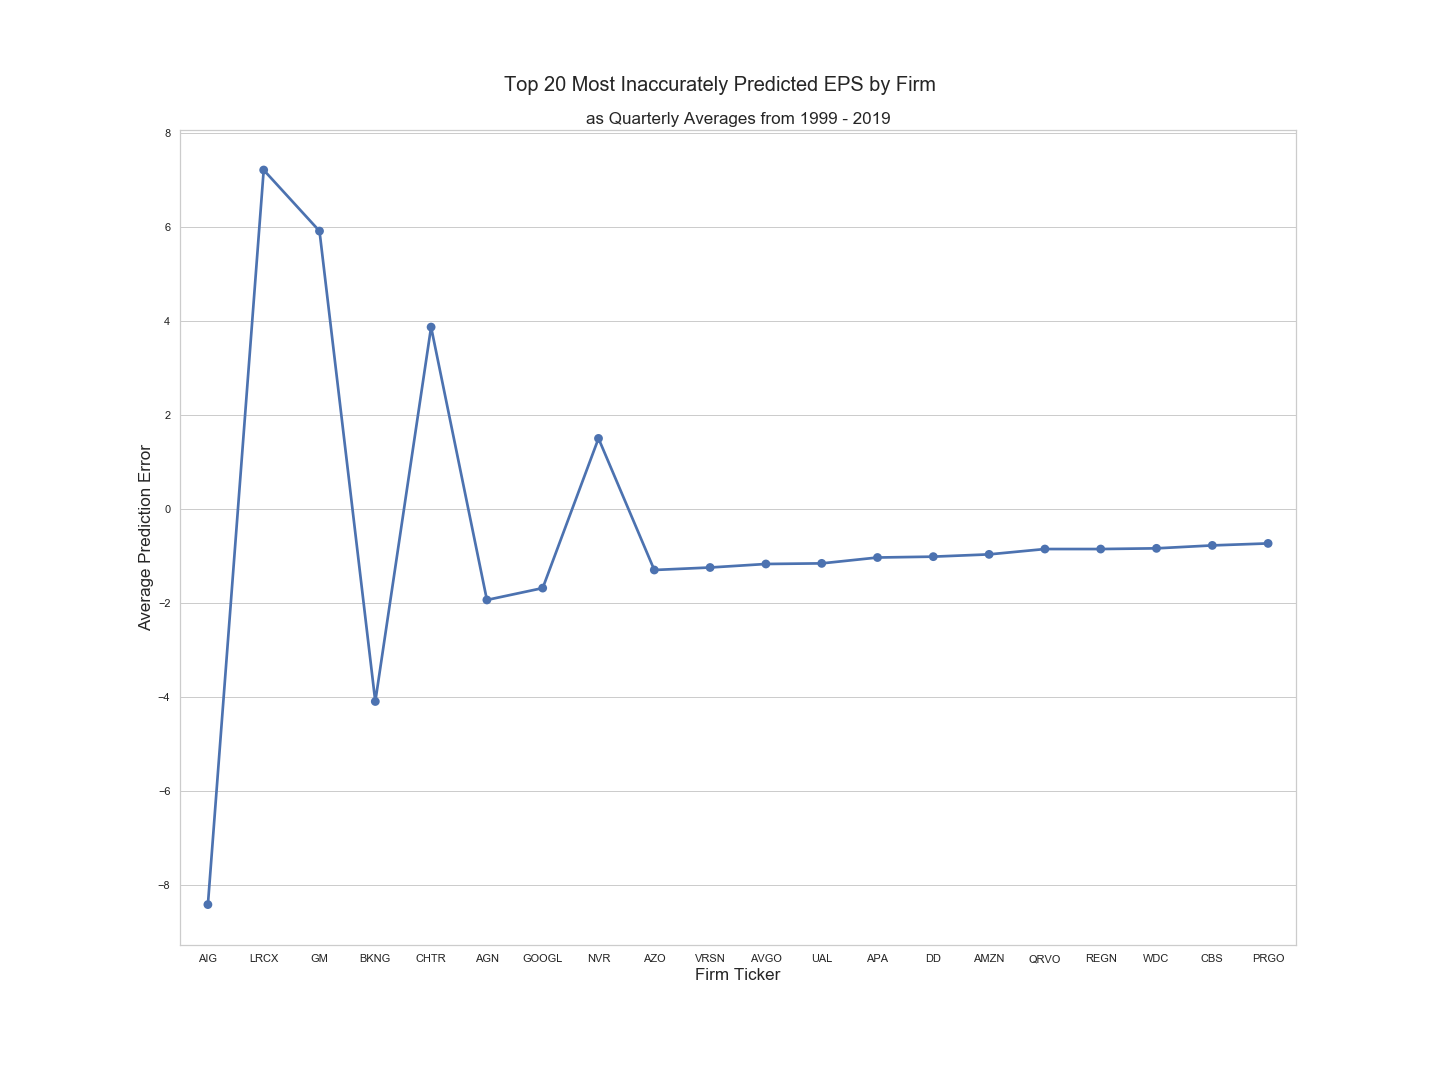 Top 20 Most Inaccurately Predicted EPS by Firm
as Quarterly Averages from 1999 - 2019
8
6
4
2
0
−2
−4
−6
−8
Average Prediction Error
AIG LRCX GM BKNG CHTR AGN GOOGL NVR AZO VRSN AVGO UAL APA DD AMZN QRVO REGN WDC CBS PRGO
Firm Ticker